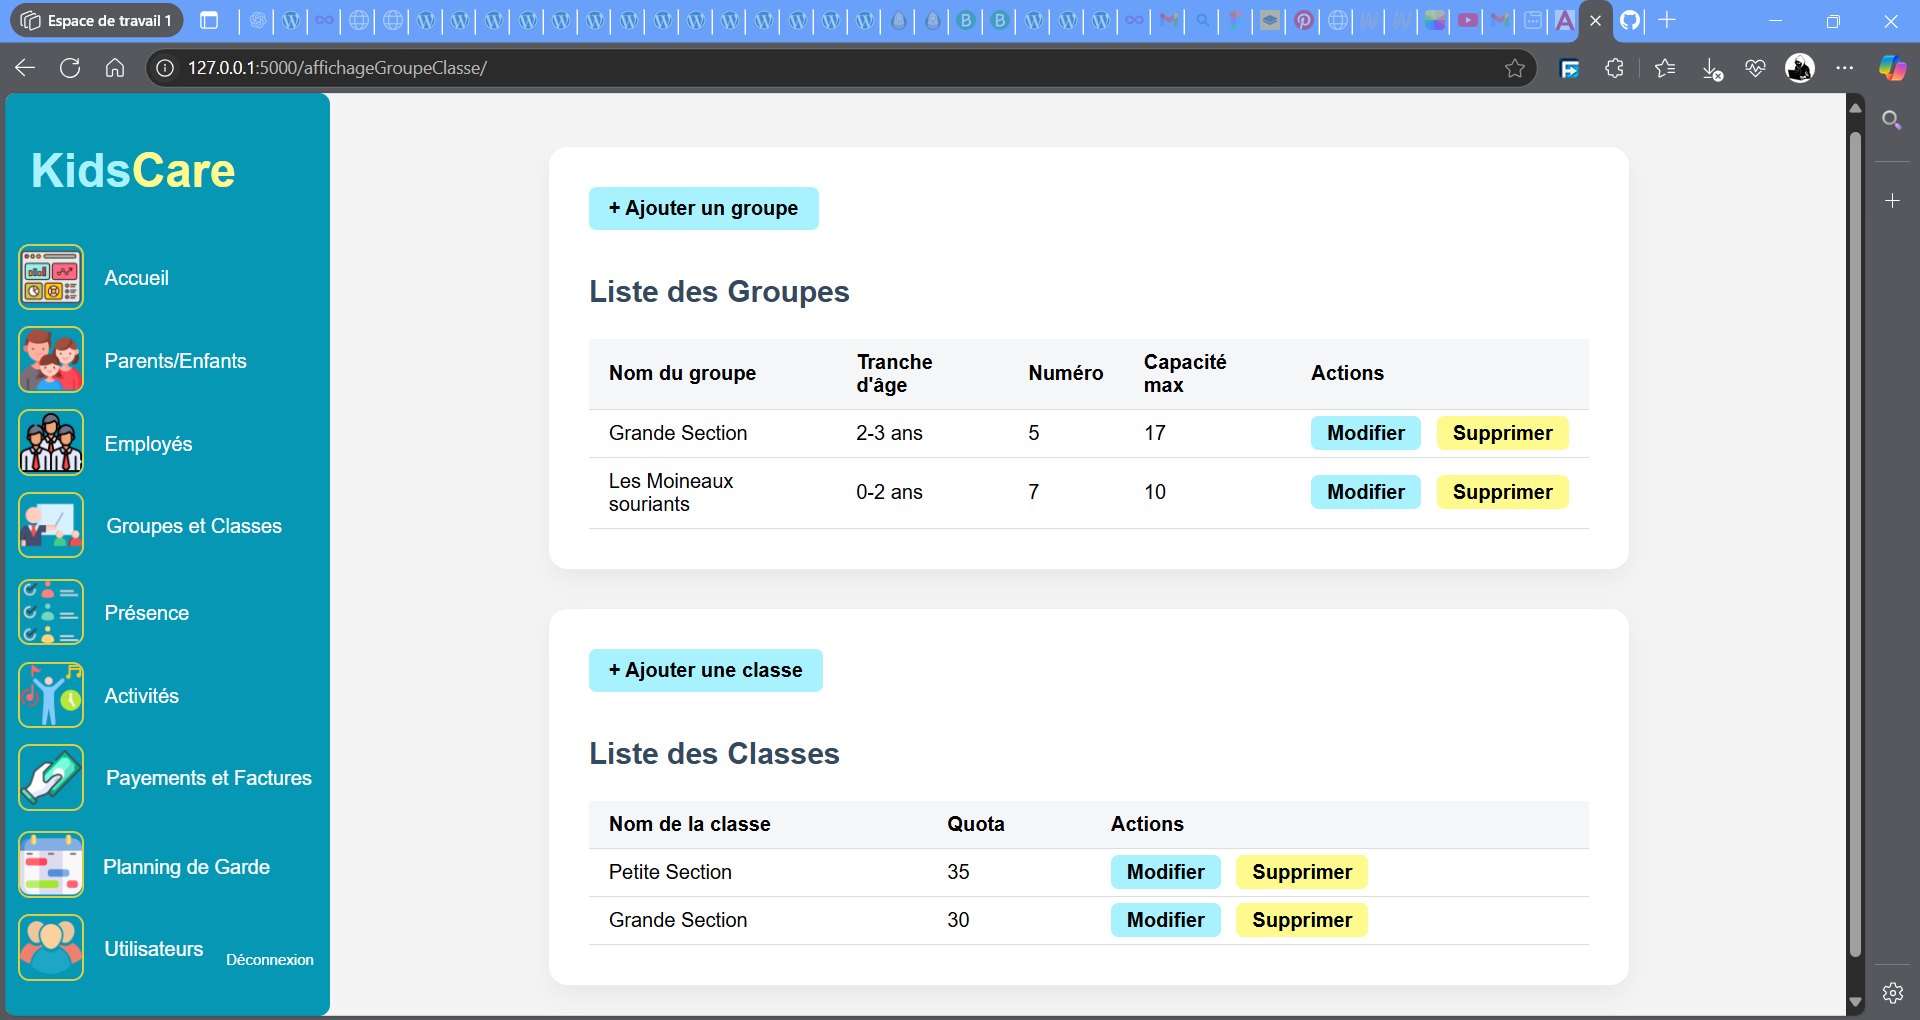 Espace de travail 1
127.0.0.1:5000/affichageGroupeClasse/
KidsCare
Accueil
Parents/Enfants
Employés
Groupes et Classes
Présence
Activités
Payements et Factures
Planning de Garde
Utilisateurs
Déconnexion
+ Ajouter un groupe
Liste des Groupes
Nom du groupe Tranche d'âge Numéro Capacité max Actions
Grande Section 2-3 ans 5 17 Modifier Supprimer
Les Moineaux souriants 0-2 ans 7 10 Modifier Supprimer
+ Ajouter une classe
Liste des Classes
Nom de la classe Quota Actions
Petite Section 35 Modifier Supprimer
Grande Section 30 Modifier Supprimer